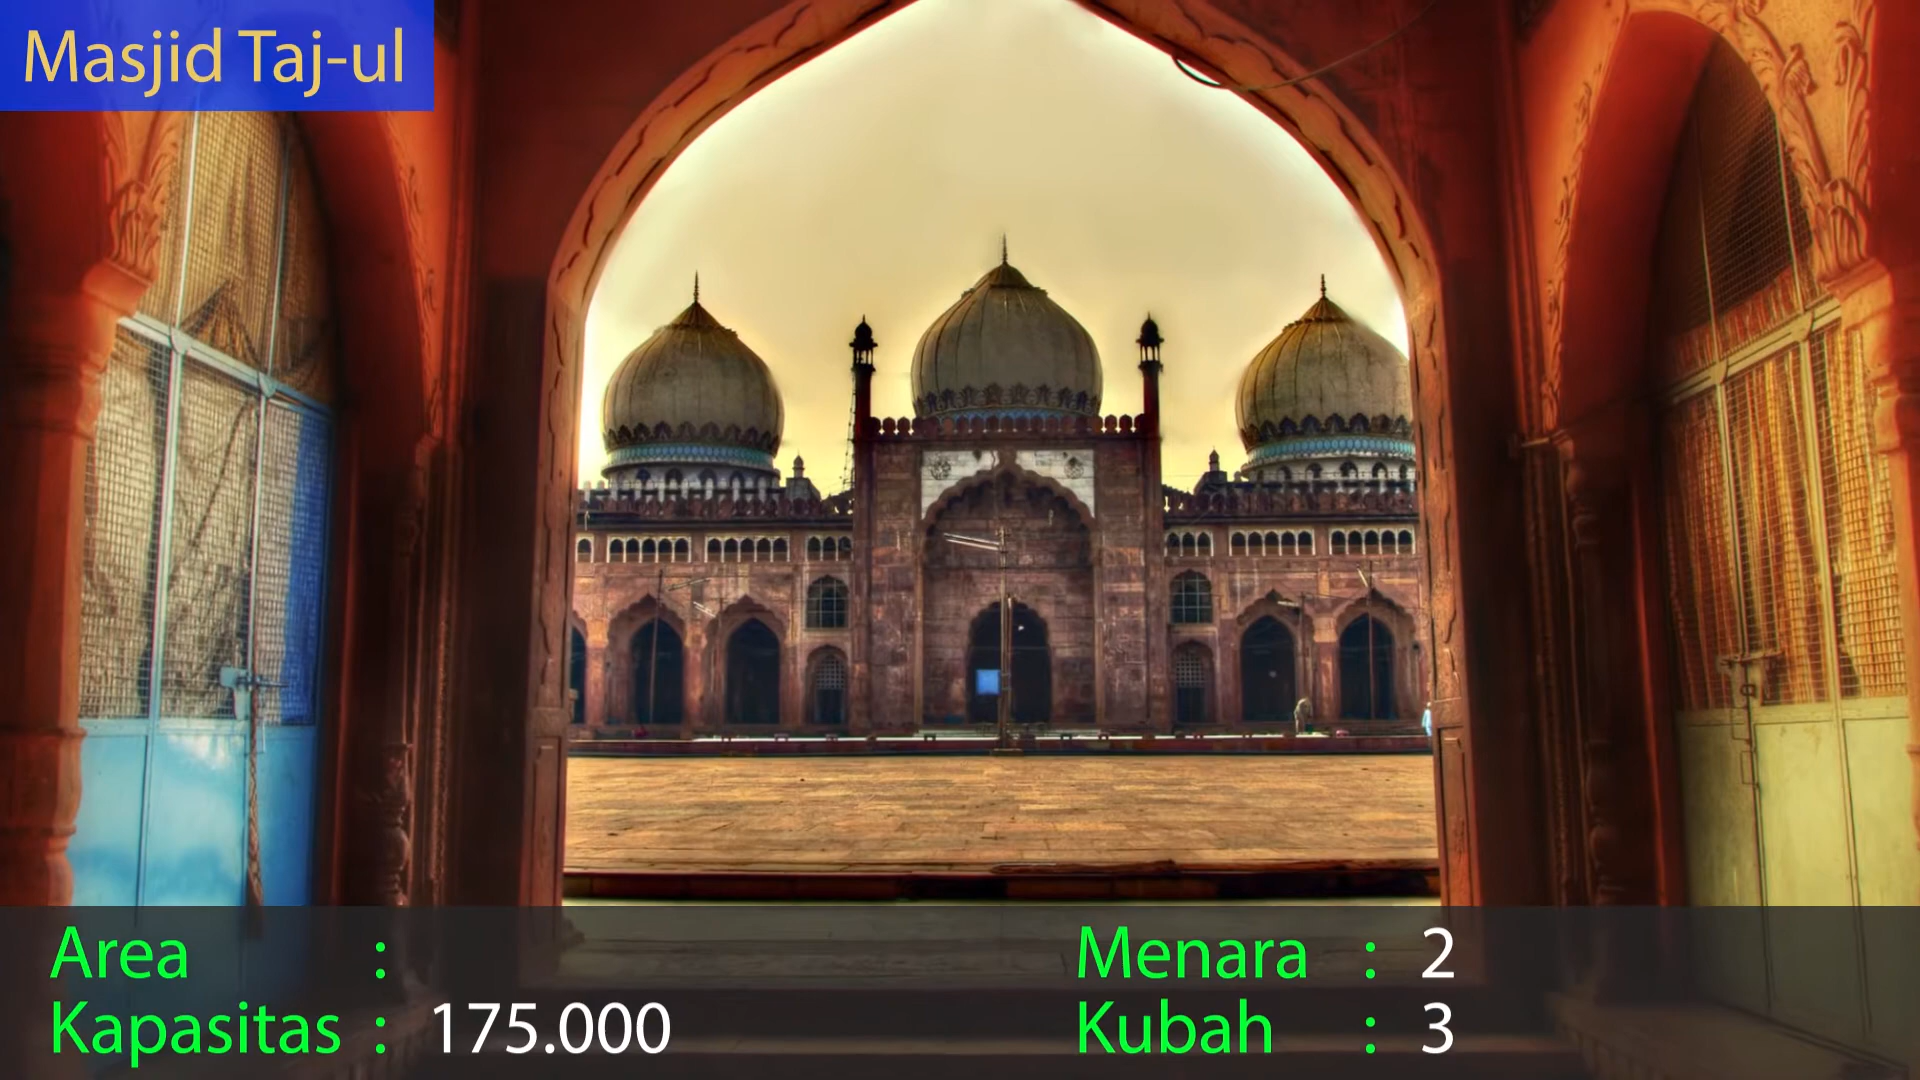 Masjid Taj-ul
Area :
Kapasitas : 175.000
Menara : 2
Kubah : 3